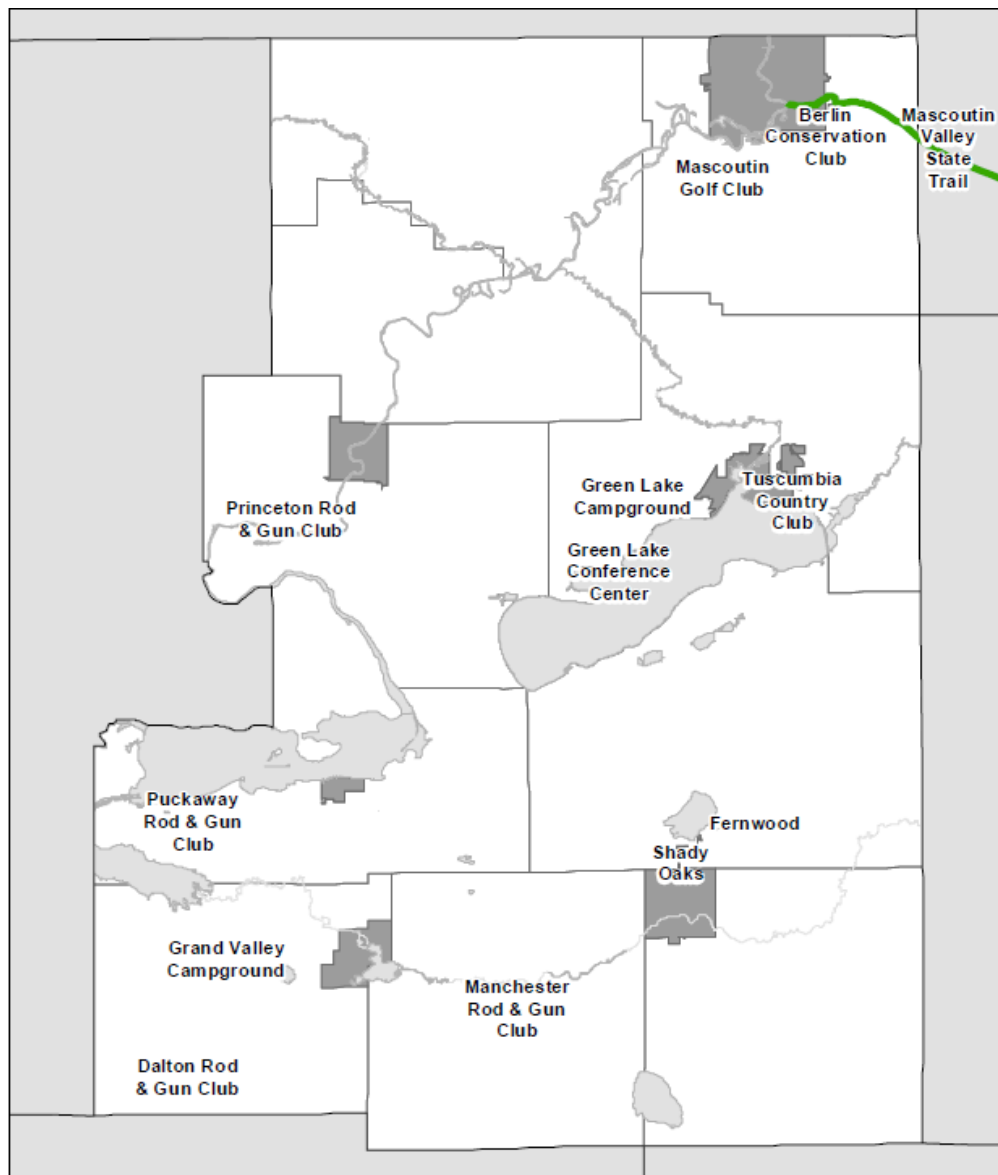 Berlin
Conservation
Club
Mascoutin
Valley
State
Trail
Mascoutin
Golf Club
Green Lake
Campground
Tuscumbia
Country
Club
Princeton Rod
& Gun Club
Green Lake
Conference
Center
Puckaway
Rod & Gun
Club
Fernwood
Shady
Oaks
Grand Valley
Campground
Manchester
Rod & Gun
Club
Dalton Rod
& Gun Club